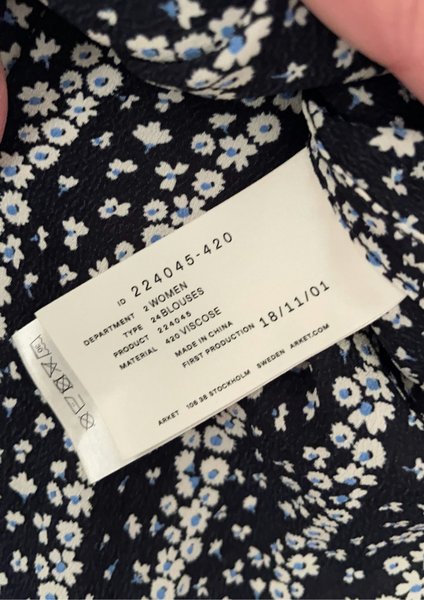 ID 224045-420
DEPARTMENT 2 WOMEN
TYPE 24 BLOUSES
PRODUCT 224045
MATERIAL 420 VISCOSE
MADE IN CHINA
FIRST PRODUCTION 18/11/01
ARKET 106 38 STOCKHOLM SWEDEN ARKET.COM